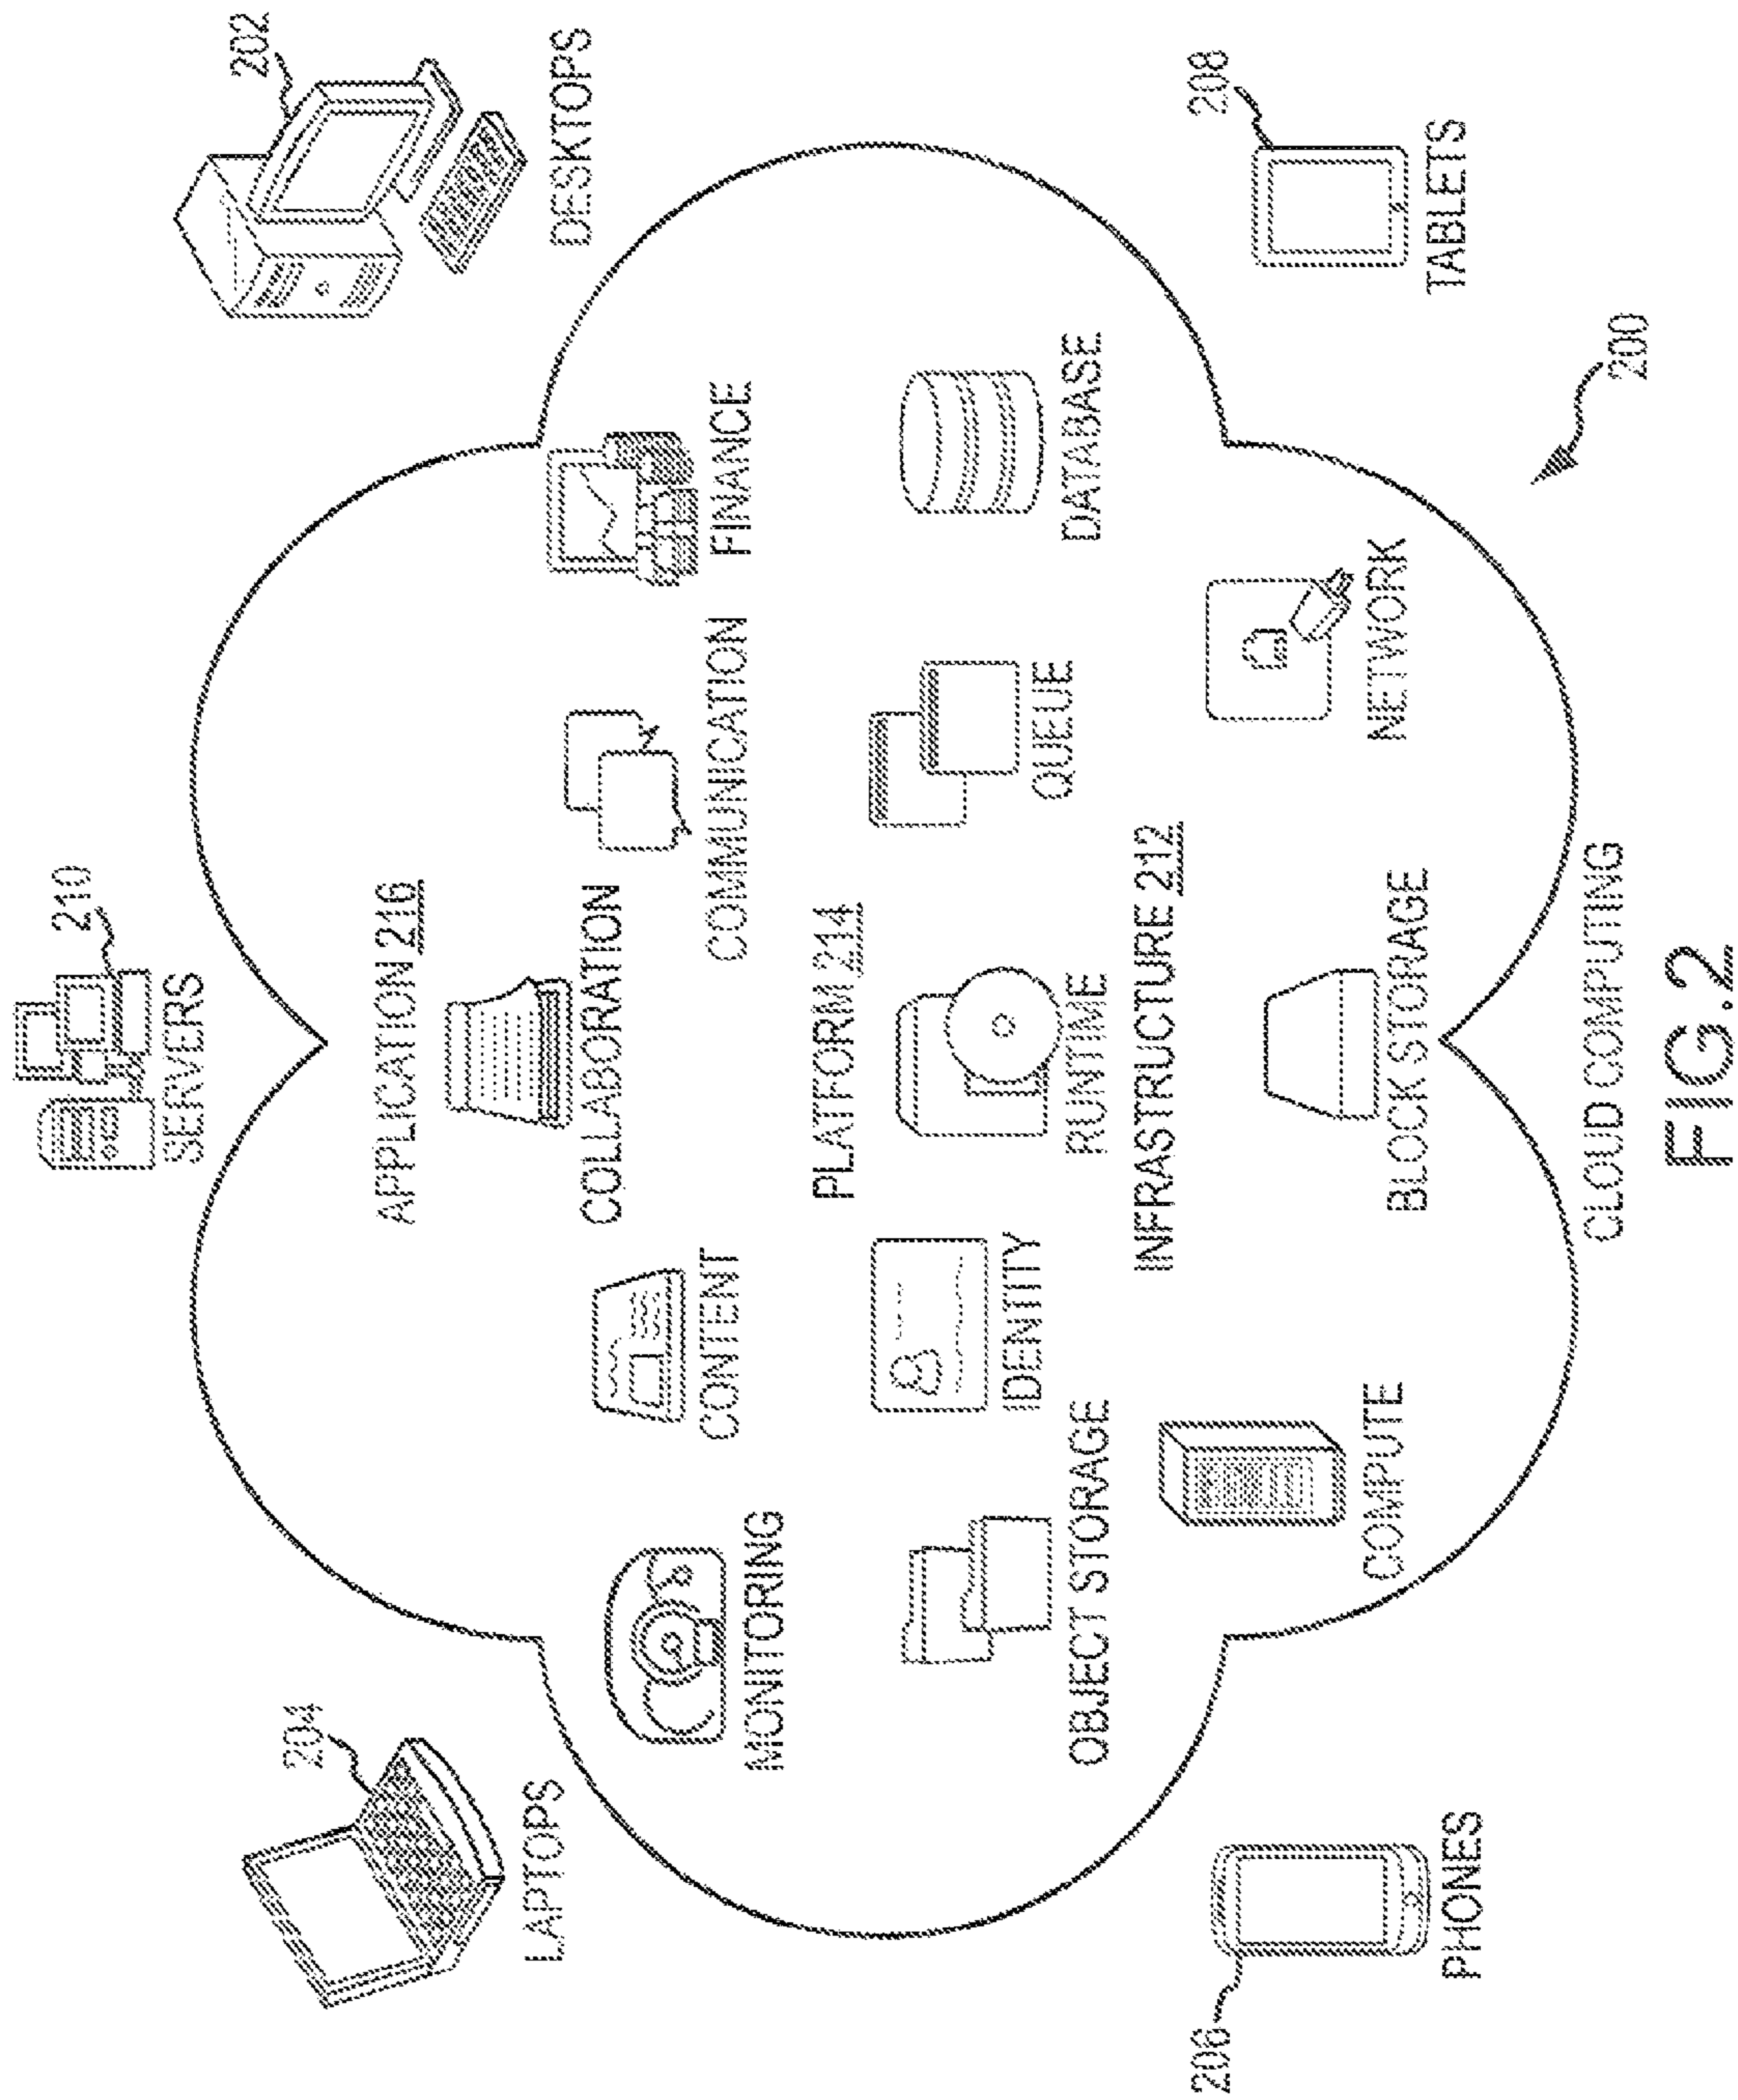 210
SERVERS
204
LAPTOPS
202
DESKTOPS
APPLICATION 216
COLLABORATION
MONITORING
CONTENT
COMMUNICATION
FINANCE
PLATFORM 214
OBJECT STORAGE
IDENTITY
RUNTIME
QUEUE
DATABASE
INFRASTRUCTURE 212
COMPUTE
BLOCK STORAGE
NETWORK
206
PHONES
208
TABLETS
CLOUD COMPUTING
200
FIG.2